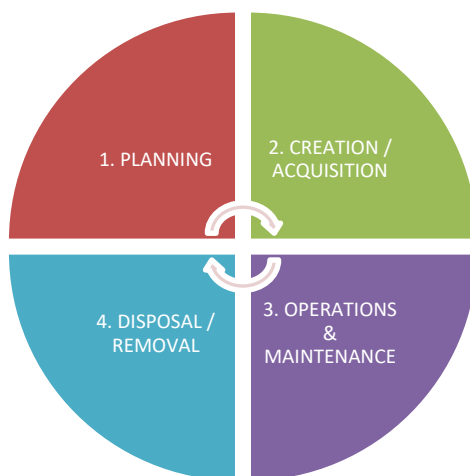 1. PLANNING
2. CREATION /
ACQUISITION
3. OPERATIONS
&
MAINTENANCE
4. DISPOSAL /
REMOVAL